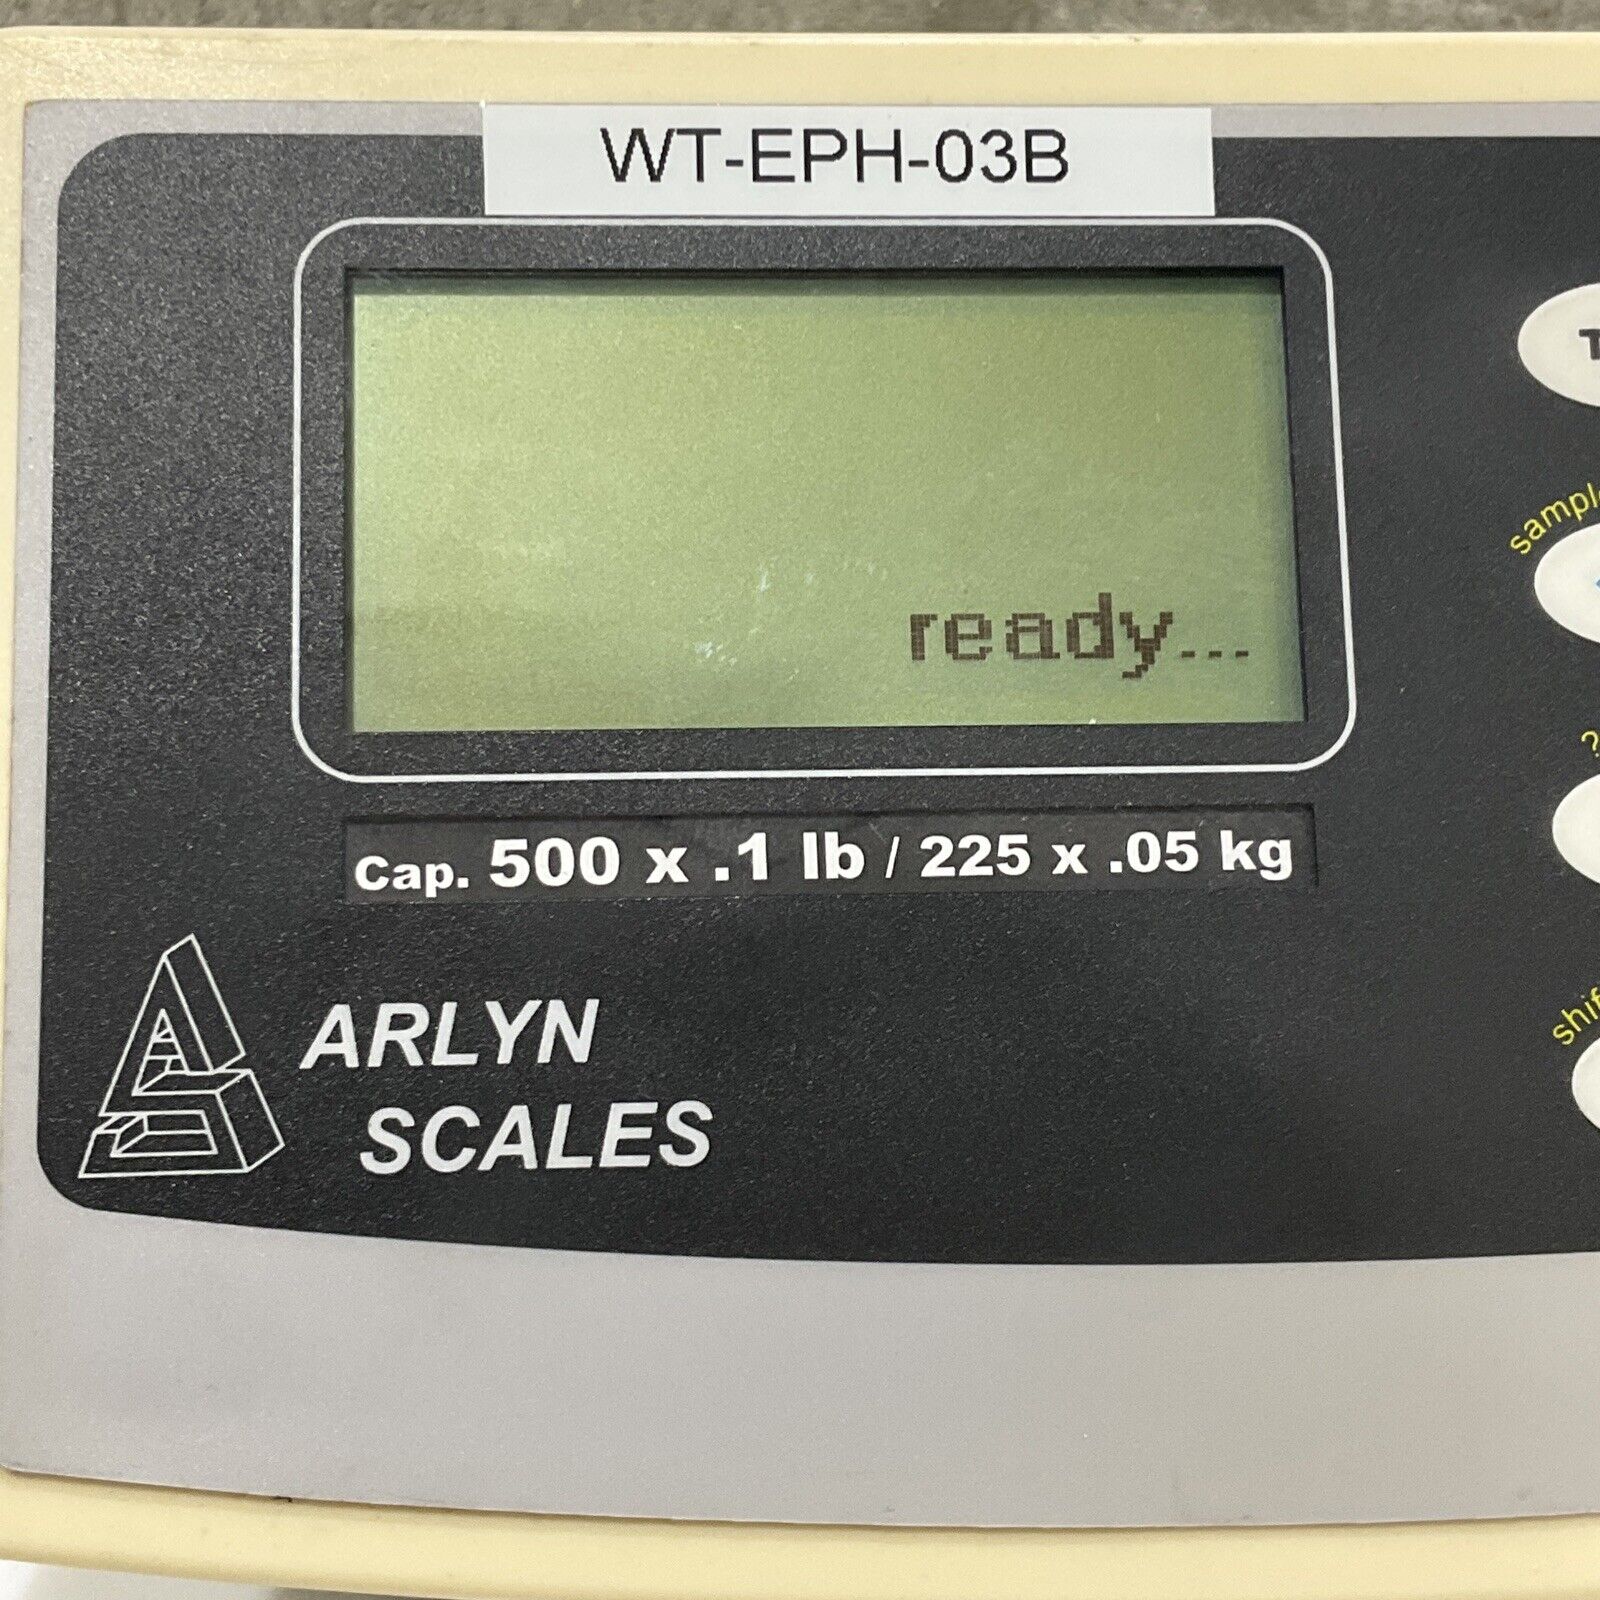 WT-EPH-03B
ready...
Cap. 500 x .1 lb / 225 x .05 kg
ARLYN
SCALES